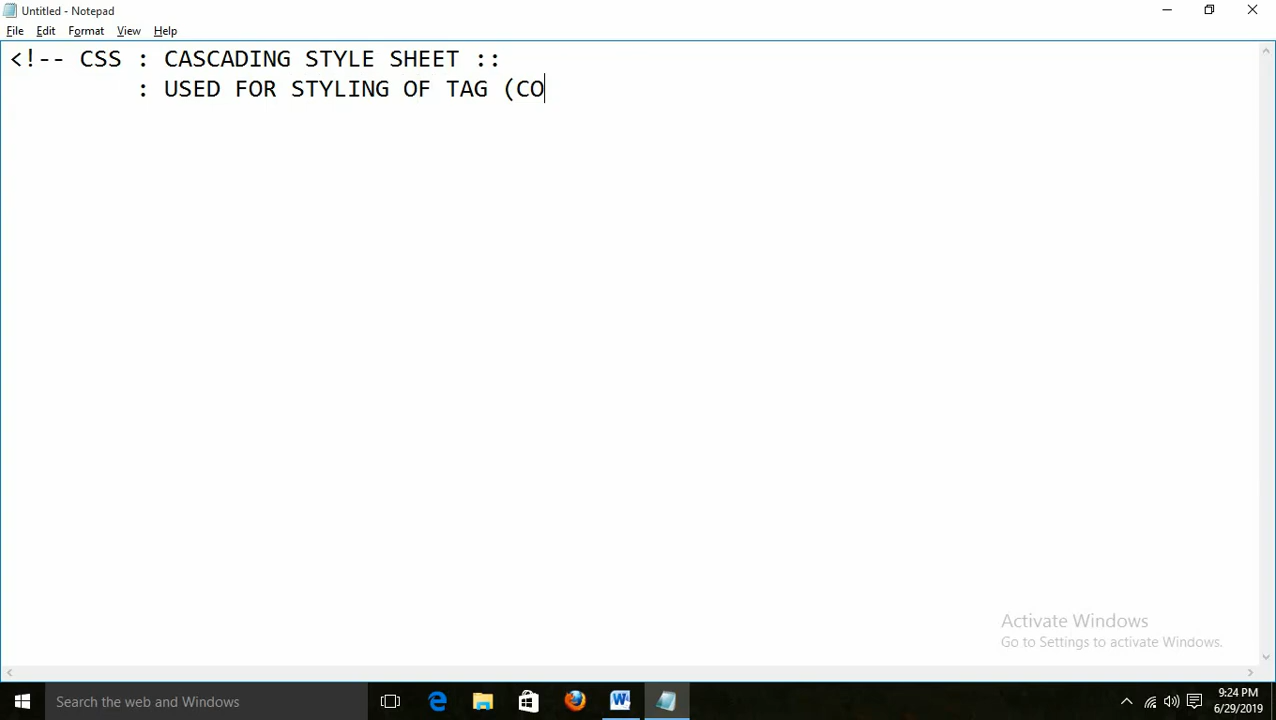 Untitled - Notepad
File Edit Format View Help
<!-- CSS : CASCADING STYLE SHEET ::
: USED FOR STYLING OF TAG (CO
Activate Windows
Go to Settings to activate Windows.
Search the web and Windows
9:24 PM
6/29/2019